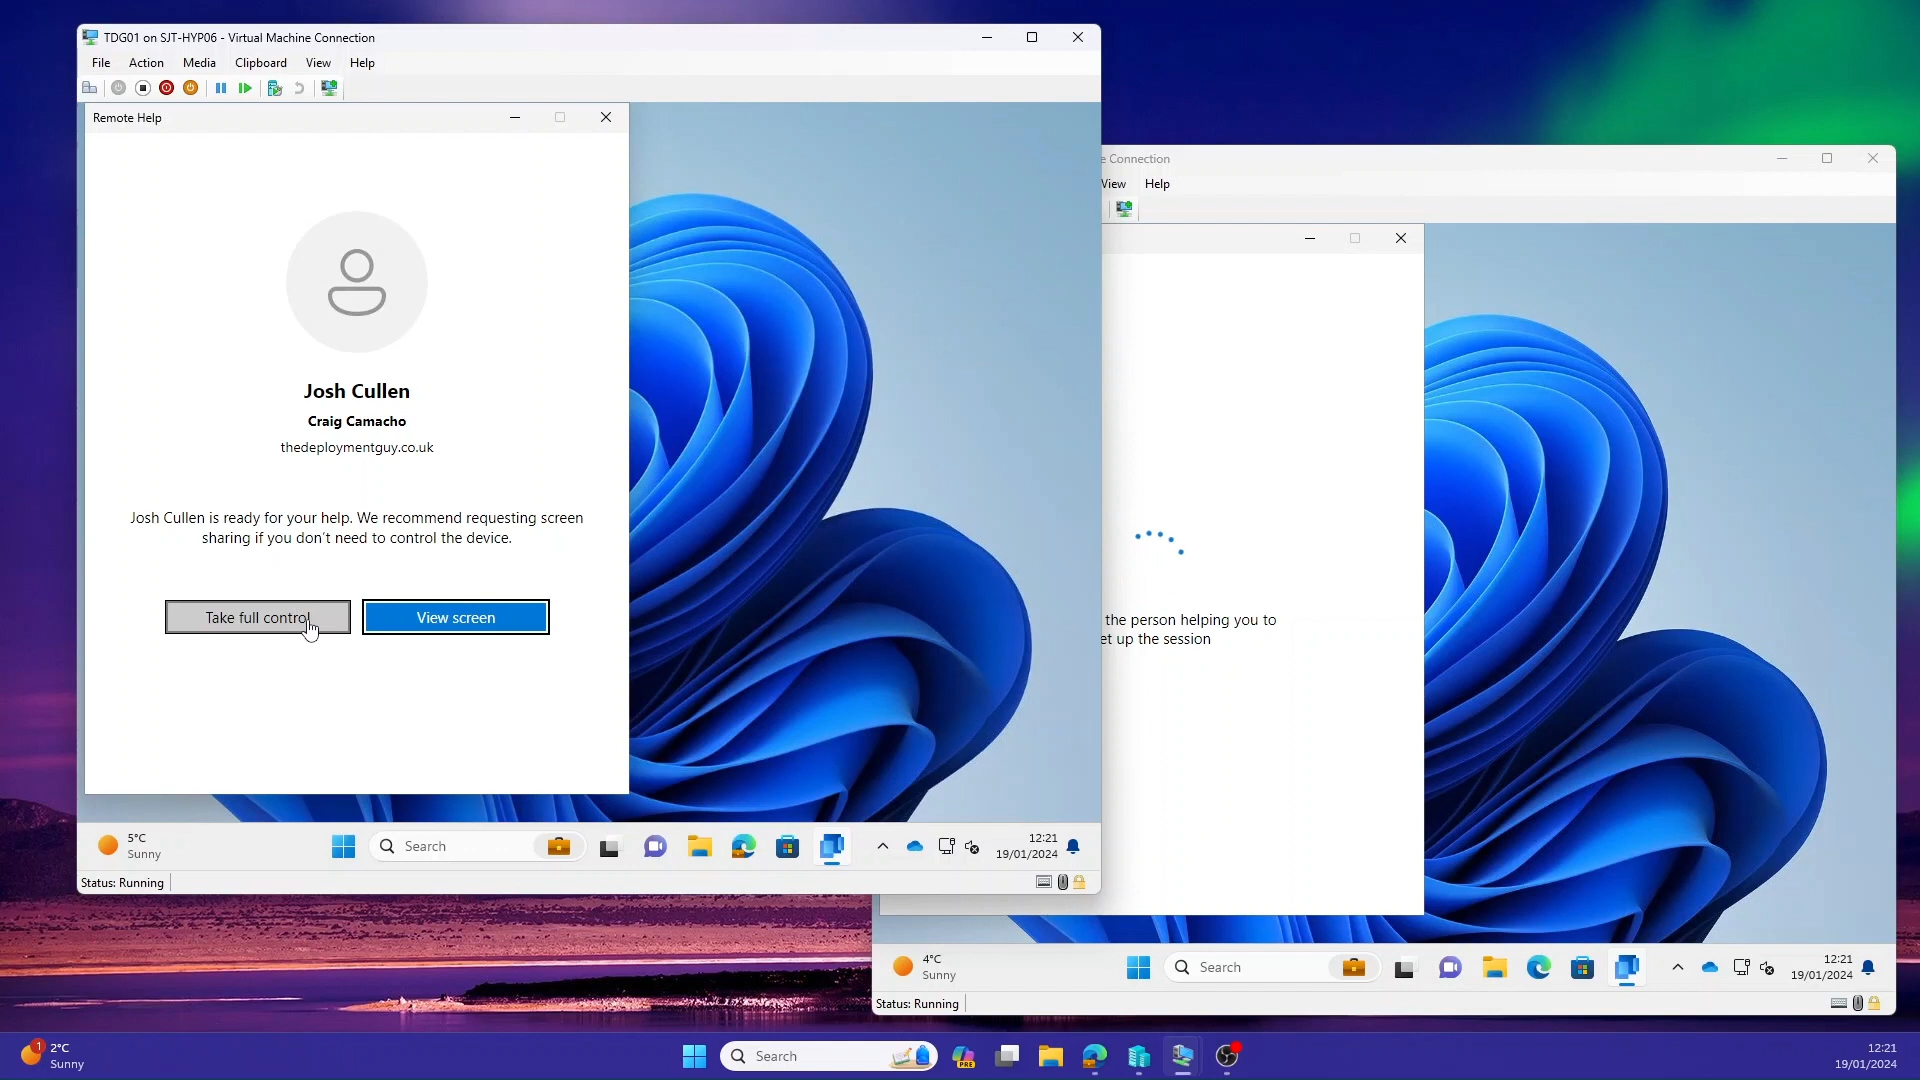 TDG01 on SJT-HYP06 - Virtual Machine Connection
File Action Media Clipboard View Help
Remote Help
Josh Cullen
Craig Camacho
thedeploymentguy.co.uk
Josh Cullen is ready for your help. We recommend requesting screen
sharing if you don't need to control the device.
Take full control
View screen
5°C
Sunny
Search
12:21
19/01/2024
Status: Running
e Connection
View Help
the person helping you to
et up the session
4°C
Sunny
Search
12:21
19/01/2024
Status: Running
1
2°C
Sunny
Search
PRE
12:21
19/01/2024